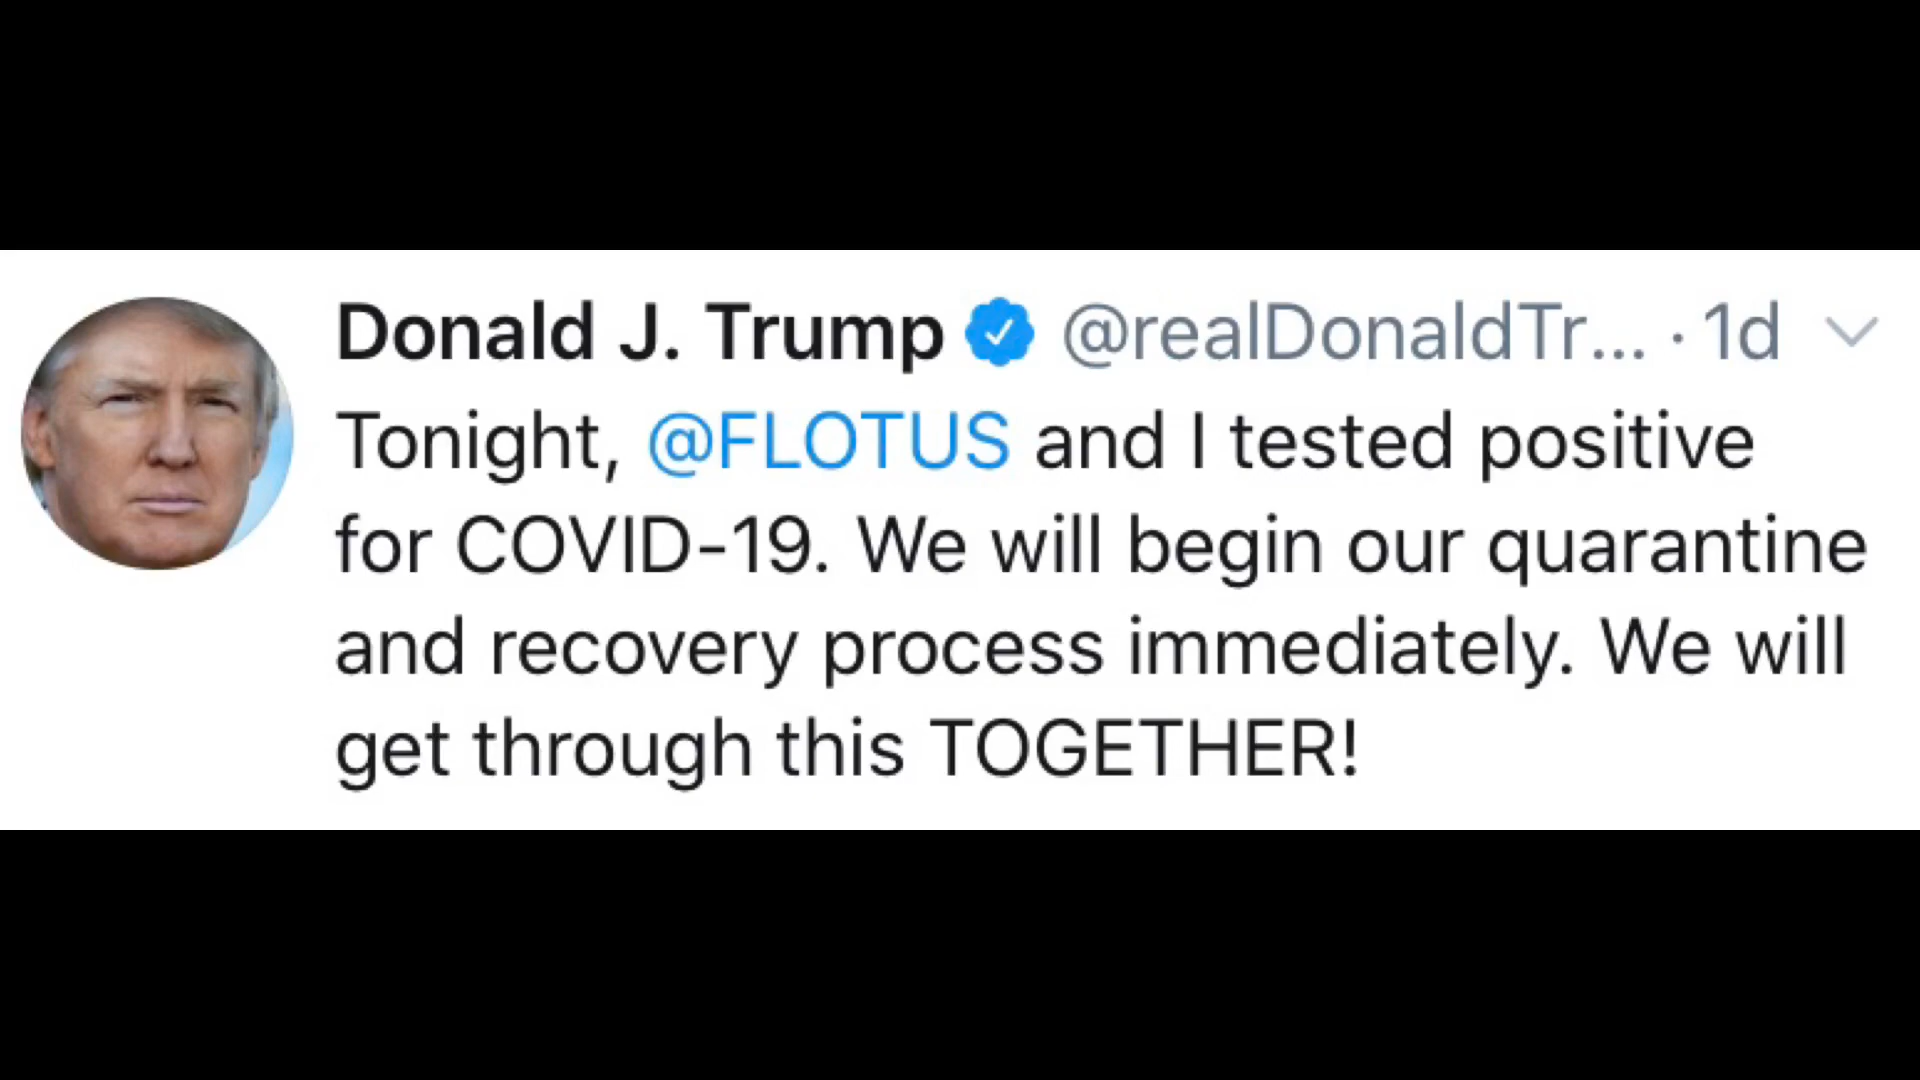 Donald J. Trump @realDonaldTr... · 1d
Tonight, @FLOTUS and I tested positive
for COVID-19. We will begin our quarantine
and recovery process immediately. We will
get through this TOGETHER!